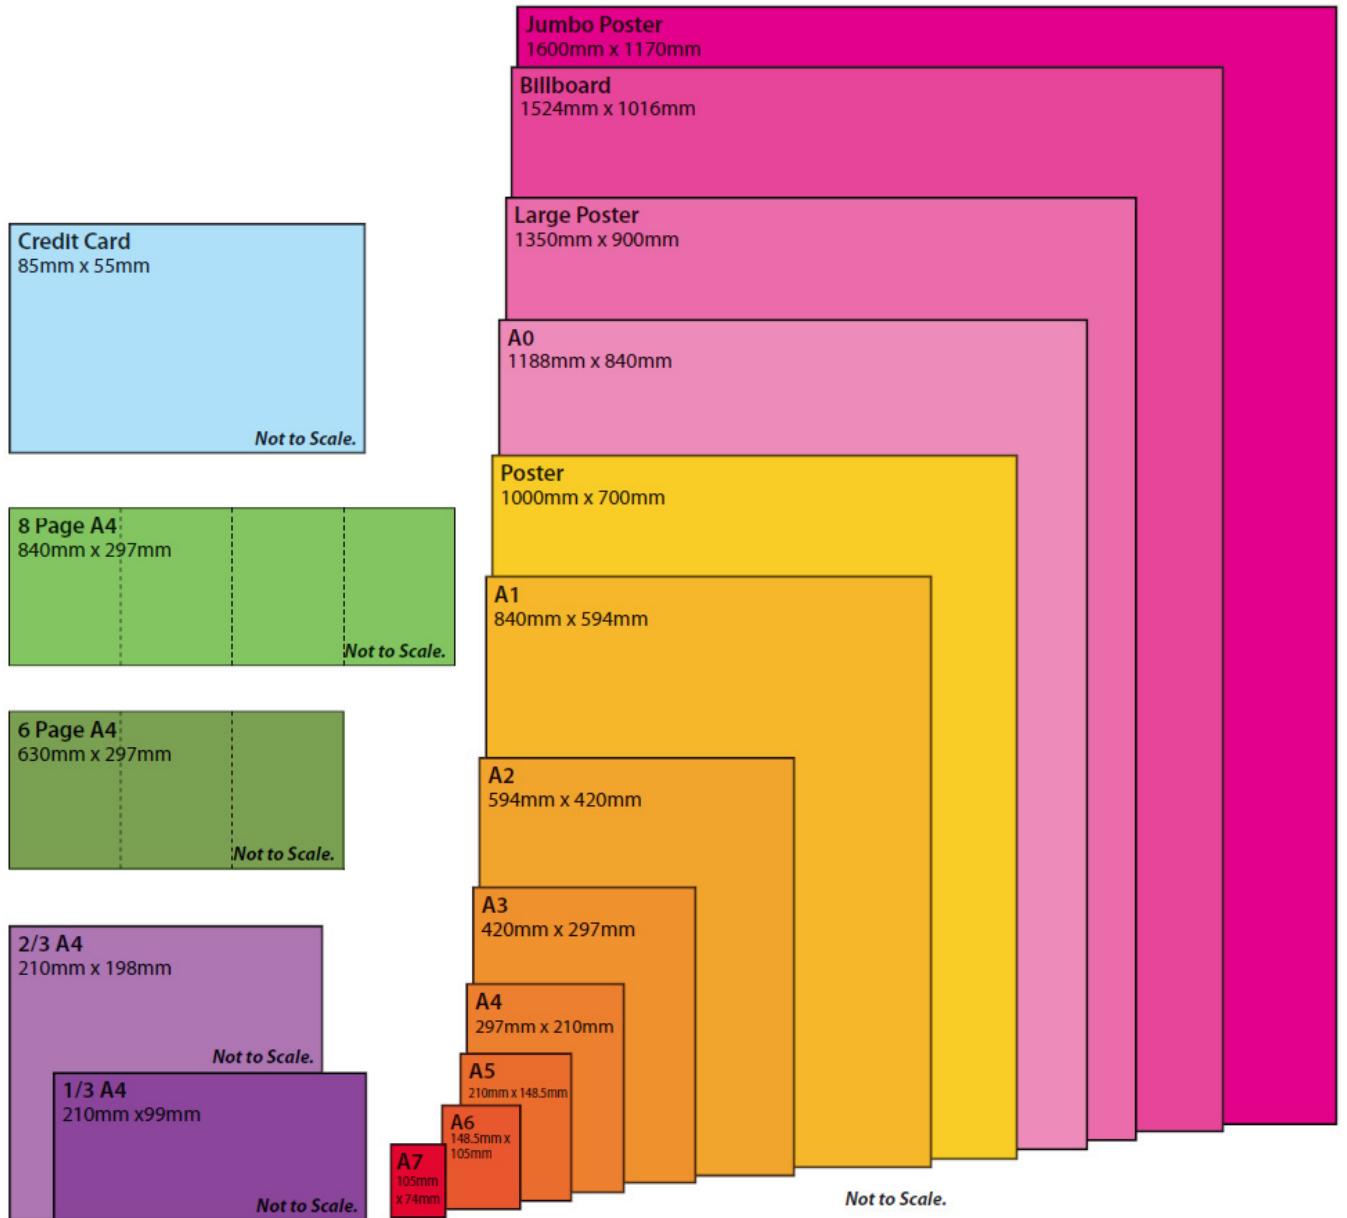 Jumbo Poster
1600mm x 1170mm
Billboard
1524mm x 1016mm
Large Poster
1350mm x 900mm
A0
1188mm x 840mm
Poster
1000mm x 700mm
A1
840mm x 594mm
A2
594mm x 420mm
A3
420mm x 297mm
A4
297mm x 210mm
A5
210mm x 148.5mm
A6
148.5mm x
105mm
A7
105mm
x 74mm
Not to Scale.
Credit Card
85mm x 55mm
Not to Scale.
8 Page A4
840mm x 297mm
Not to Scale.
6 Page A4
630mm x 297mm
Not to Scale.
2/3 A4
210mm x 198mm
Not to Scale.
1/3 A4
210mm x99mm
Not to Scale.